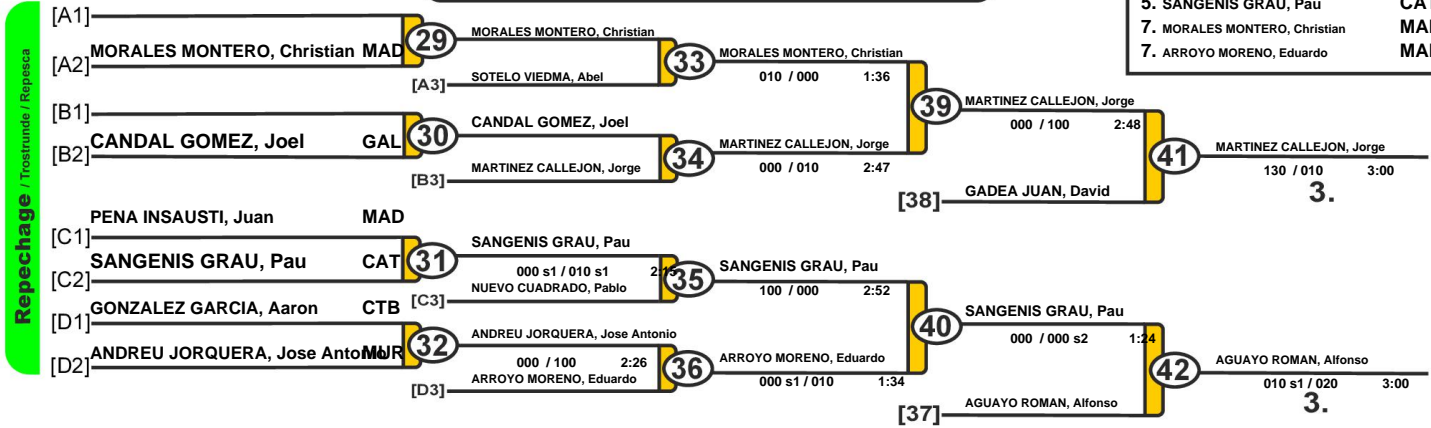 5. SANGENIS GRAU, Pau
7. MORALES MONTERO, Christian
7. ARROYO MORENO, Eduardo
Repechage / Trostrunde / Repesca
[A1]
[A2] MORALES MONTERO, Christian MAD
29
MORALES MONTERO, Christian
[A3] SOTELO VIEDMA, Abel
33
MORALES MONTERO, Christian
010 / 000 1:36
[B1]
[B2] CANDAL GOMEZ, Joel GAL
30
CANDAL GOMEZ, Joel
[B3] MARTINEZ CALLEJON, Jorge
34
MARTINEZ CALLEJON, Jorge
000 / 010 2:47
39
MARTINEZ CALLEJON, Jorge
000 / 100 2:48
[38] GADEA JUAN, David
41
MARTINEZ CALLEJON, Jorge
130 / 010 3:00
3.
[C1] PENA INSAUSTI, Juan MAD
[C2] SANGENIS GRAU, Pau CAT
31
SANGENIS GRAU, Pau
000 s1 / 010 s1 2:15
[C3] NUEVO CUADRADO, Pablo
35
SANGENIS GRAU, Pau
100 / 000 2:52
[D1] GONZALEZ GARCIA, Aaron CTB
[D2] ANDREU JORQUERA, Jose Antonio MUR
32
ANDREU JORQUERA, Jose Antonio
000 / 100 2:26
[D3] ARROYO MORENO, Eduardo
36
ARROYO MORENO, Eduardo
000 s1 / 010 1:34
40
SANGENIS GRAU, Pau
000 / 000 s2 1:24
[37] AGUAYO ROMAN, Alfonso
42
AGUAYO ROMAN, Alfonso
010 s1 / 020 3:00
3.